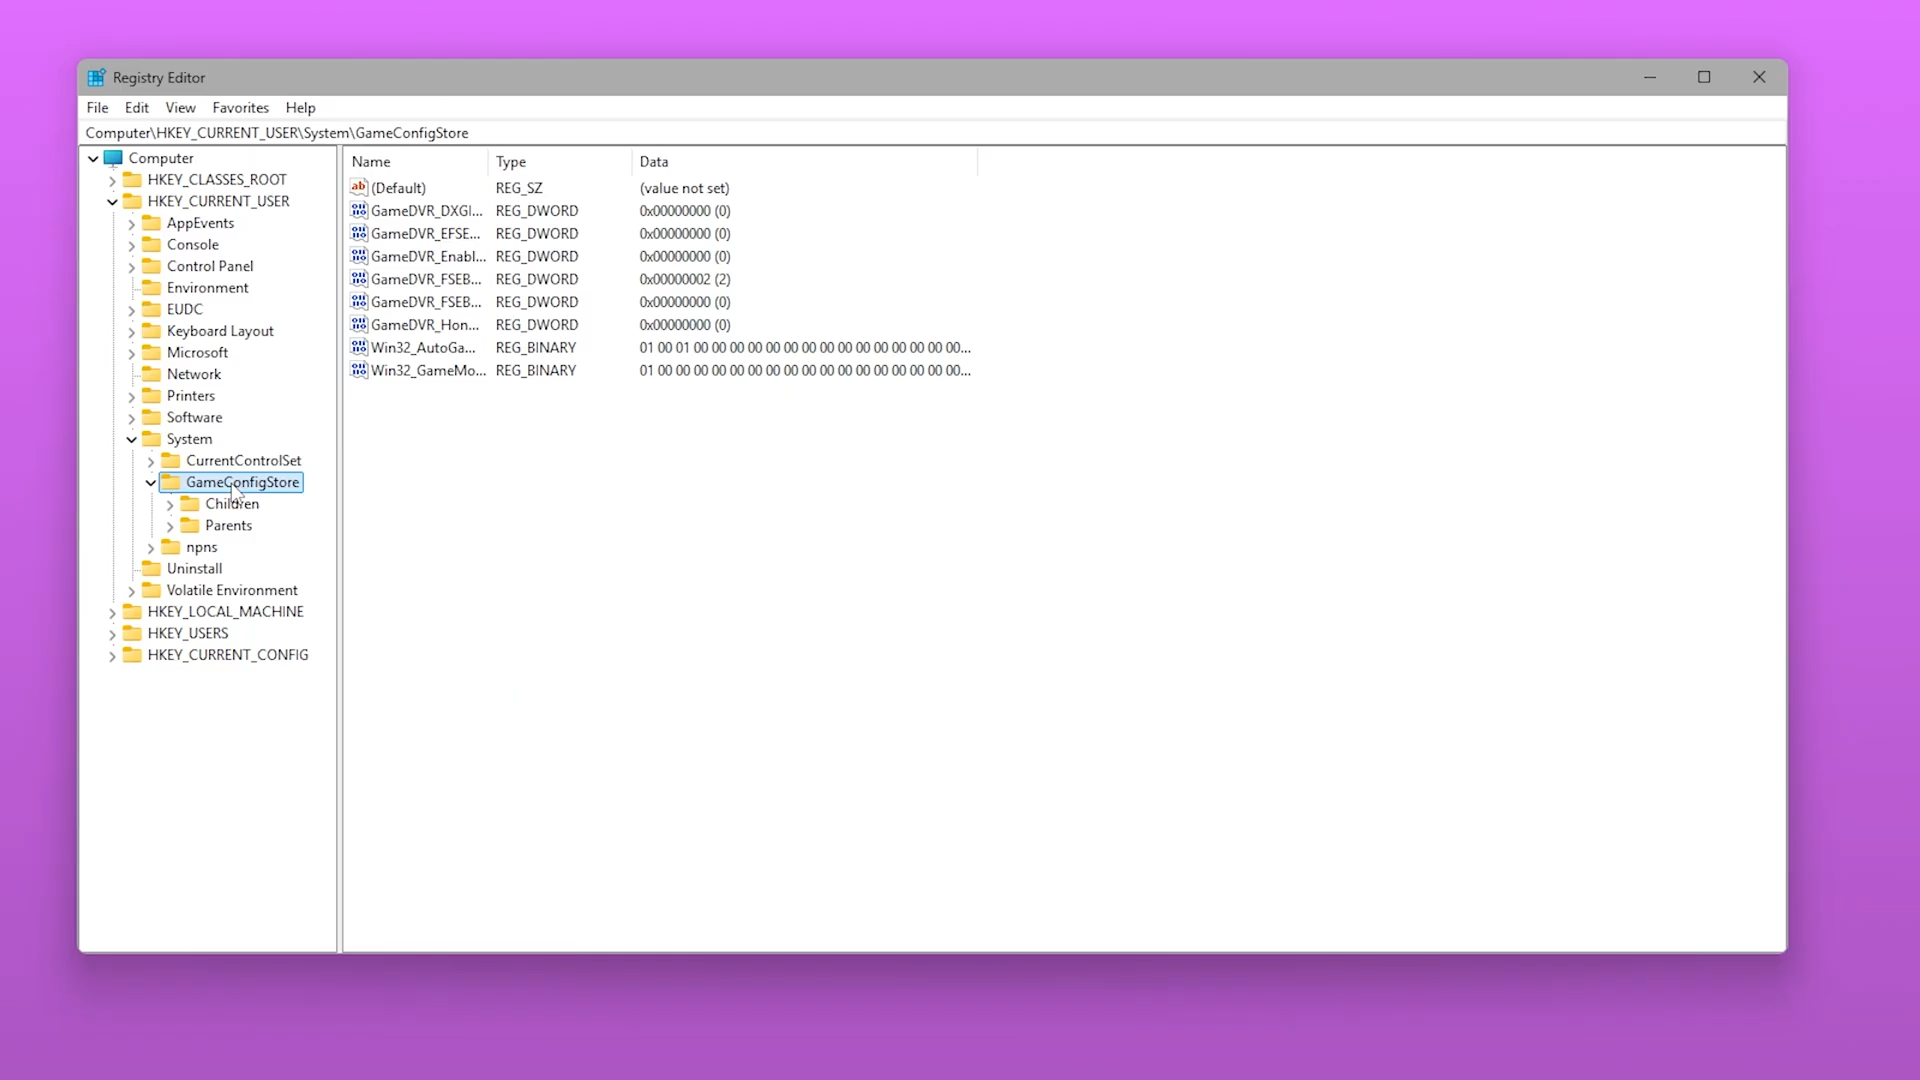 Registry Editor
File Edit View Favorites Help
Computer\HKEY_CURRENT_USER\System\GameConfigStore
Computer
HKEY_CLASSES_ROOT
HKEY_CURRENT_USER
AppEvents
Console
Control Panel
Environment
EUDC
Keyboard Layout
Microsoft
Network
Printers
Software
System
CurrentControlSet
GameConfigStore
Children
Parents
npns
Uninstall
Volatile Environment
HKEY_LOCAL_MACHINE
HKEY_USERS
HKEY_CURRENT_CONFIG
Name Type Data
(Default) REG_SZ (value not set)
GameDVR_DXGI... REG_DWORD 0x00000000 (0)
GameDVR_EFSE... REG_DWORD 0x00000000 (0)
GameDVR_Enabl... REG_DWORD 0x00000000 (0)
GameDVR_FSEB... REG_DWORD 0x00000002 (2)
GameDVR_FSEB... REG_DWORD 0x00000000 (0)
GameDVR_Hon... REG_DWORD 0x00000000 (0)
Win32_AutoGa... REG_BINARY 01 00 01 00 00 00 00 00 00 00 00 00 00 00 00 00 00 00...
Win32_GameMo... REG_BINARY 01 00 00 00 00 00 00 00 00 00 00 00 00 00 00 00 00 00...